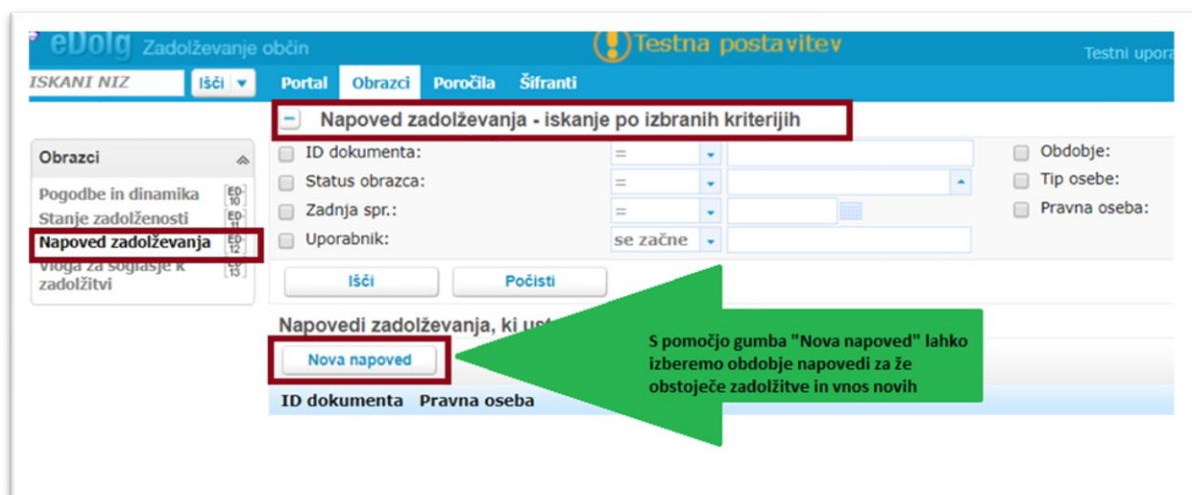 eDolg Zadolževanje občin
Testna postavitev
Testni upora
ISKANI NIZ Išči
Portal Obrazci Poročila Šifranti
Napoved zadolževanja - iskanje po izbranih kriterijih
Obrazci
Pogodbe in dinamika ED-10
Stanje zadolženosti ED-11
Napoved zadolževanja ED-12
Vloga za soglasje k ED-13
zadolžitvi
ID dokumenta: = Obdobje:
Status obrazca: = Tip osebe:
Zadnja spr.: = Pravna oseba:
Uporabnik: se začne
Išči Počisti
Napovedi zadolževanja, ki ust
Nova napoved
S pomočjo gumba "Nova napoved" lahko
izberemo obdobje napovedi za že
obstoječe zadolžitve in vnos novih
ID dokumenta Pravna oseba